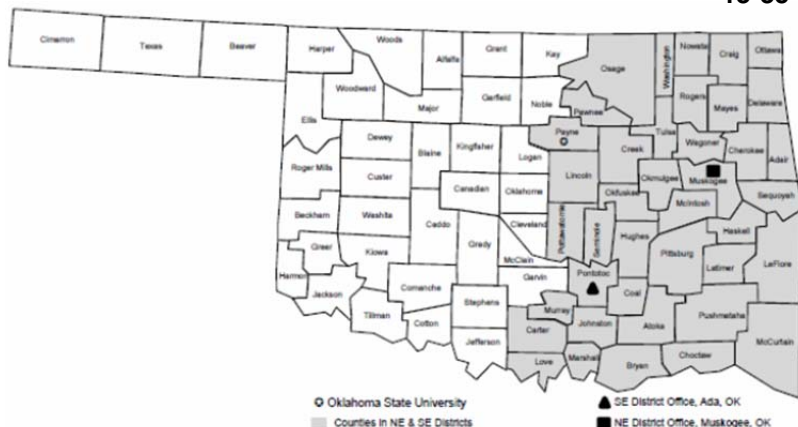 Cimarron
Texas
Beaver
Harper
Woods
Alfalfa
Grant
Kay
Osage
Washington
Nowata
Craig
Ottawa
Woodward
Major
Garfield
Noble
Pawnee
Rogers
Mayes
Delaware
Ellis
Dewey
Blaine
Kingfisher
Logan
Payne
Creek
Tulsa
Wagoner
Cherokee
Adair
Roger Mills
Custer
Canadian
Oklahoma
Lincoln
Okfuskee
Okmulgee
Muskogee
McIntosh
Sequoyah
Beckham
Washita
Caddo
Grady
Cleveland
McClain
Pottawatomie
Seminole
Hughes
Pittsburg
Haskell
Latimer
LeFlore
Greer
Kiowa
Harmon
Jackson
Comanche
Garvin
Pontotoc
Coal
Tillman
Cotton
Stephens
Murray
Carter
Johnston
Atoka
Pushmataha
McCurtain
Jefferson
Love
Marshall
Bryan
Choctaw
Oklahoma State University
SE District Office, Ada, OK
Counties in NE & SE Districts
NE District Office, Muskogee, OK